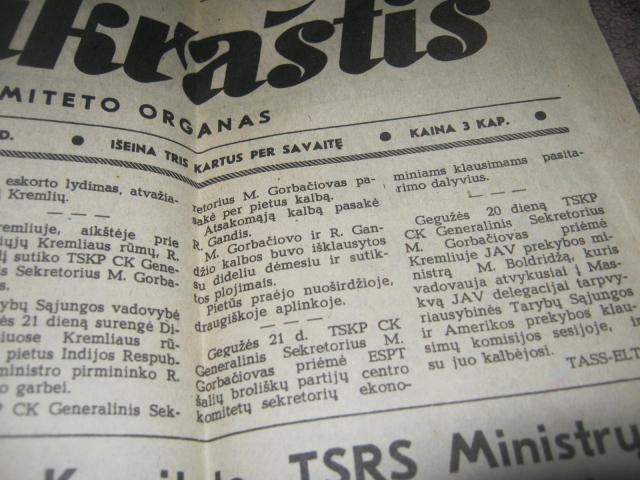 kraštis
MITETO ORGANAS
D. ● IŠEINA TRIS KARTUS PER SAVAITĘ ● KAINA 3 KAP. ●
eskorto lydimas, atvažia-
į Kremlių.
— — —
remliuje, aikštėje prie
džiųjų Kremliaus rūmų, R.
į sutiko TSKP CK Gene-
s Sekretorius M. Gorba-
s.
rybų Sąjungos vadovybė
ės 21 dieną surengė Di-
iuose Kremliaus rū-
pietus Indijos Respub-
ministro pirmininko R.
o garbei.
P CK Generalinis Sek-
retorius M. Gorbačiovas pa-
sakė per pietus kalbą.
Atsakomąją kalbą pasakė
R. Gandis.
M. Gorbačiovo ir R. Gan-
džio kalbos buvo išklausytos
su dideliu dėmesiu ir sutik-
tos plojimais.
Pietūs praėjo nuoširdžioje,
draugiškoje aplinkoje.
— — —
Gegužės 21 d. TSKP CK
Generalinis Sekretorius M.
Gorbačiovas priėmė ESPT
šalių broliškų partijų centro
komitetų sekretorių ekono-
miniams klausimams pasita-
rimo dalyvius.
— — —
Gegužės 20 dieną TSKP
CK Generalinis Sekretorius
M. Gorbačiovas priėmė
Kremliuje JAV prekybos mi-
nistrą M. Boldridžą, kuris
vadovauja atvykusiai į Mas-
kvą JAV delegacijai tarpvy-
riausybinės Tarybų Sąjungos
ir Amerikos prekybos klau-
simų komisijos sesijoje, ir
su juo kalbėjosi.
TASS-ELT
TSRS Ministrų